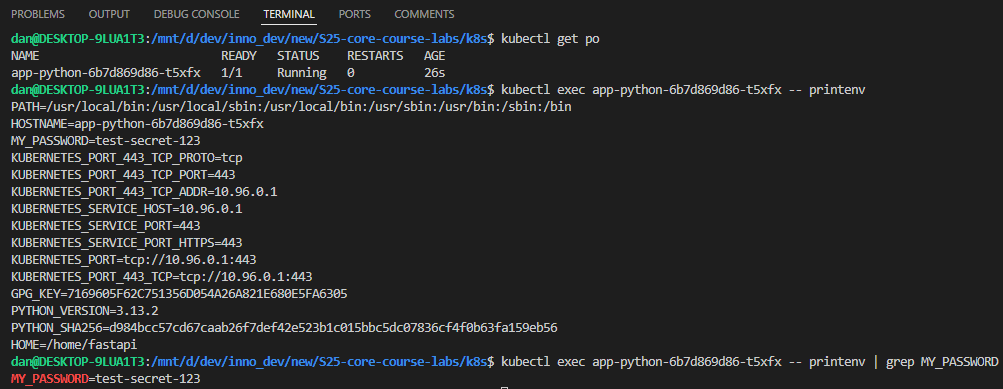 PROBLEMS OUTPUT DEBUG CONSOLE TERMINAL PORTS COMMENTS
dan@DESKTOP-9LUA1T3:/mnt/d/dev/inno_dev/new/S25-core-course-labs/k8s$ kubectl get po
NAME READY STATUS RESTARTS AGE
app-python-6b7d869d86-t5xfx 1/1 Running 0 26s
dan@DESKTOP-9LUA1T3:/mnt/d/dev/inno_dev/new/S25-core-course-labs/k8s$ kubectl exec app-python-6b7d869d86-t5xfx -- printenv
PATH=/usr/local/bin:/usr/local/sbin:/usr/local/bin:/usr/sbin:/usr/bin:/sbin:/bin
HOSTNAME=app-python-6b7d869d86-t5xfx
MY_PASSWORD=test-secret-123
KUBERNETES_PORT_443_TCP_PROTO=tcp
KUBERNETES_PORT_443_TCP_PORT=443
KUBERNETES_PORT_443_TCP_ADDR=10.96.0.1
KUBERNETES_SERVICE_HOST=10.96.0.1
KUBERNETES_SERVICE_PORT=443
KUBERNETES_SERVICE_PORT_HTTPS=443
KUBERNETES_PORT=tcp://10.96.0.1:443
KUBERNETES_PORT_443_TCP=tcp://10.96.0.1:443
GPG_KEY=7169605F62C751356D054A26A821E680E5FA6305
PYTHON_VERSION=3.13.2
PYTHON_SHA256=d984bcc57cd67caab26f7def42e523b1c015bbc5dc07836cf4f0b63fa159eb56
HOME=/home/fastapi
dan@DESKTOP-9LUA1T3:/mnt/d/dev/inno_dev/new/S25-core-course-labs/k8s$ kubectl exec app-python-6b7d869d86-t5xfx -- printenv | grep MY_PASSWORD
MY_PASSWORD=test-secret-123